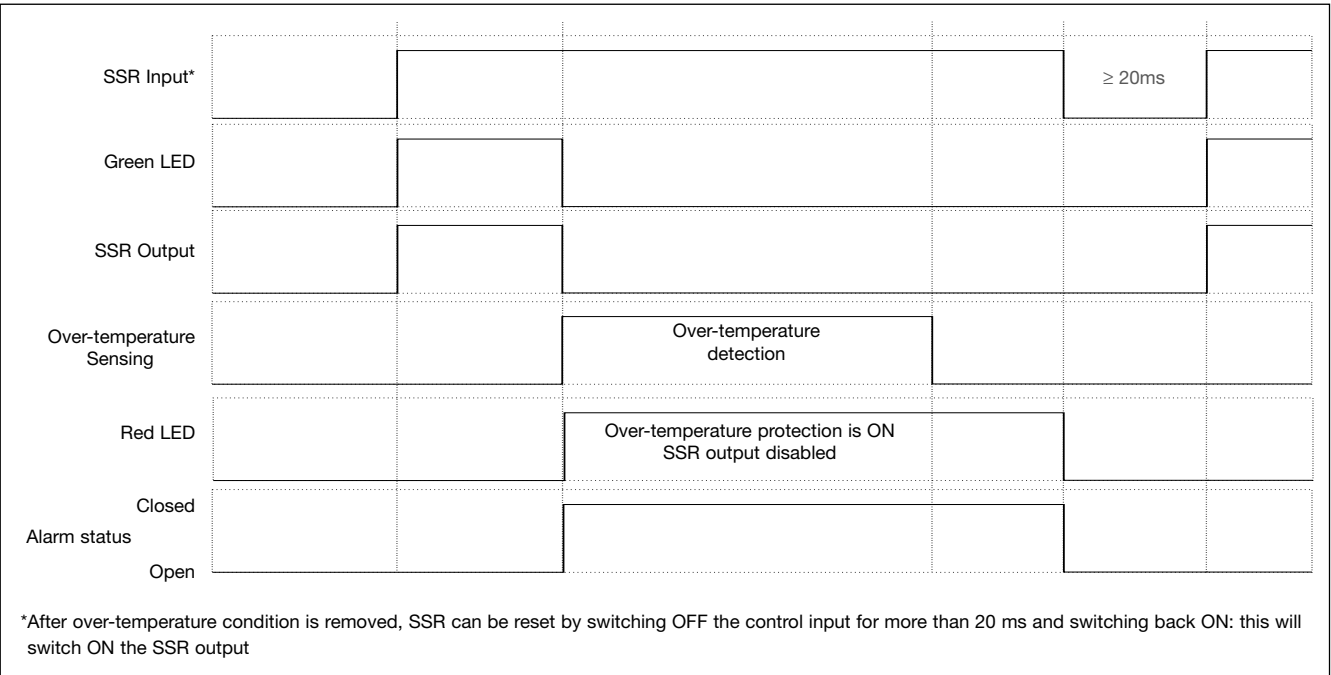 SSR Input*
≥ 20ms
Green LED
SSR Output
Over-temperature
Sensing
Over-temperature
detection
Red LED
Over-temperature protection is ON
SSR output disabled
Closed
Alarm status
Open
*After over-temperature condition is removed, SSR can be reset by switching OFF the control input for more than 20 ms and switching back ON: this will
switch ON the SSR output